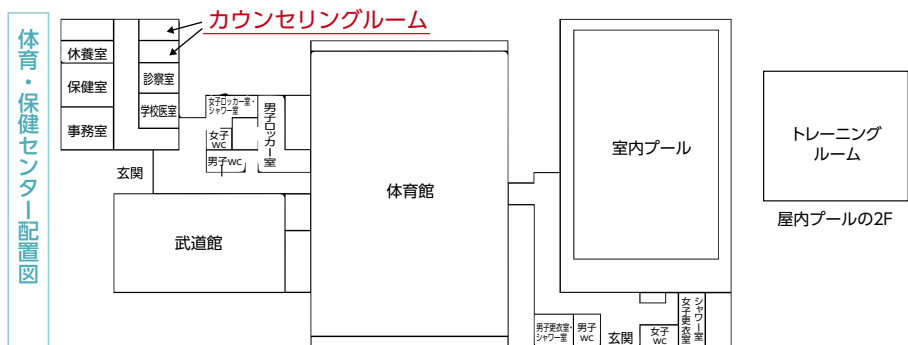 体育・保健センター配置図
カウンセリングルーム
休養室
保健室
事務室
診察室
学校医室
玄関
女子ロッカー室・
シャワー室
女子
WC
男子WC
男子ロッカー室
武道館
体育館
室内プール
トレーニング
ルーム
屋内プールの2F
男子更衣室・
シャワー室
男子
WC
玄関
女子
WC
シャワー室
女子更衣室